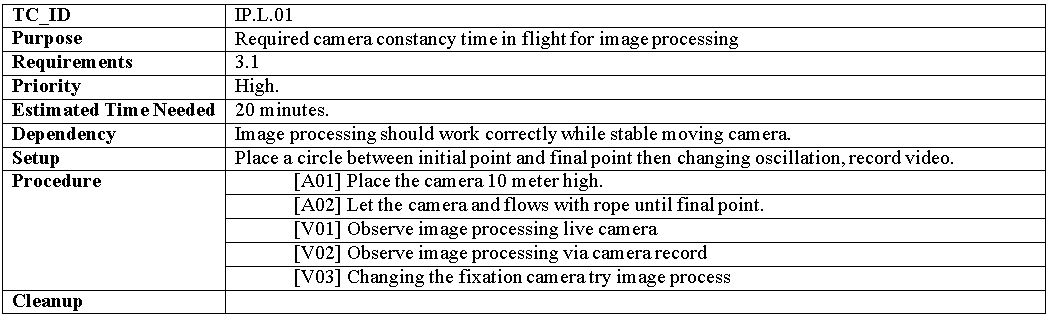 TC_ID IP.L.01
Purpose Required camera constancy time in flight for image processing
Requirements 3.1
Priority High.
Estimated Time Needed 20 minutes.
Dependency Image processing should work correctly while stable moving camera.
Setup Place a circle between initial point and final point then changing oscillation, record video.
Procedure [A01] Place the camera 10 meter high.
[A02] Let the camera and flows with rope until final point.
[V01] Observe image processing live camera
[V02] Observe image processing via camera record
[V03] Changing the fixation camera try image process
Cleanup